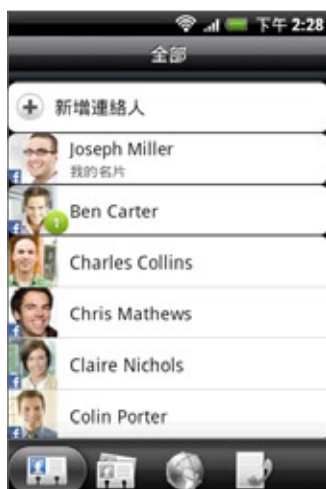 下午 2:28
全部
新增連絡人
Joseph Miller
我的名片
1
Ben Carter
Charles Collins
Chris Mathews
Claire Nichols
Colin Porter